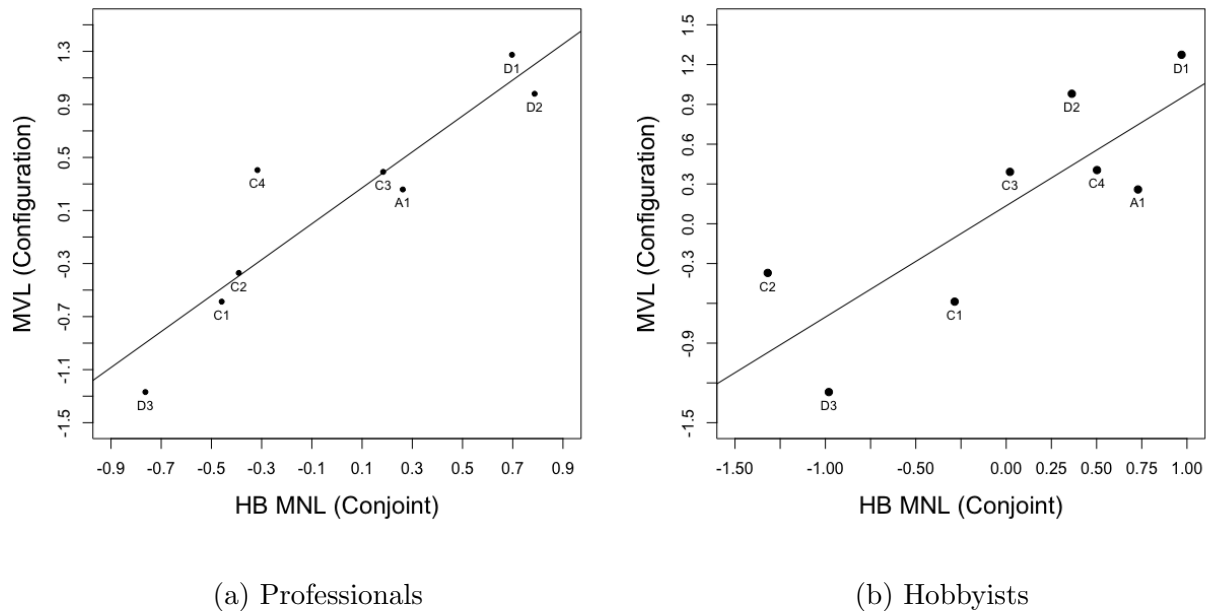 MVL (Configuration)
1.3
0.9
0.5
0.1
-0.3
-0.7
-1.1
-1.5
D1
D2
C4
C3
A1
C2
C1
D3
-0.9 -0.7 -0.5 -0.3 -0.1 0.1 0.3 0.5 0.7 0.9
HB MNL (Conjoint)
(a) Professionals
MVL (Configuration)
1.5
1.2
0.9
0.6
0.3
0.0
-0.3
-0.9
-1.5
D1
D2
C3
C4
A1
C2
C1
D3
-1.50 -1.00 -0.50 0.00 0.25 0.50 0.75 1.00
HB MNL (Conjoint)
(b) Hobbyists